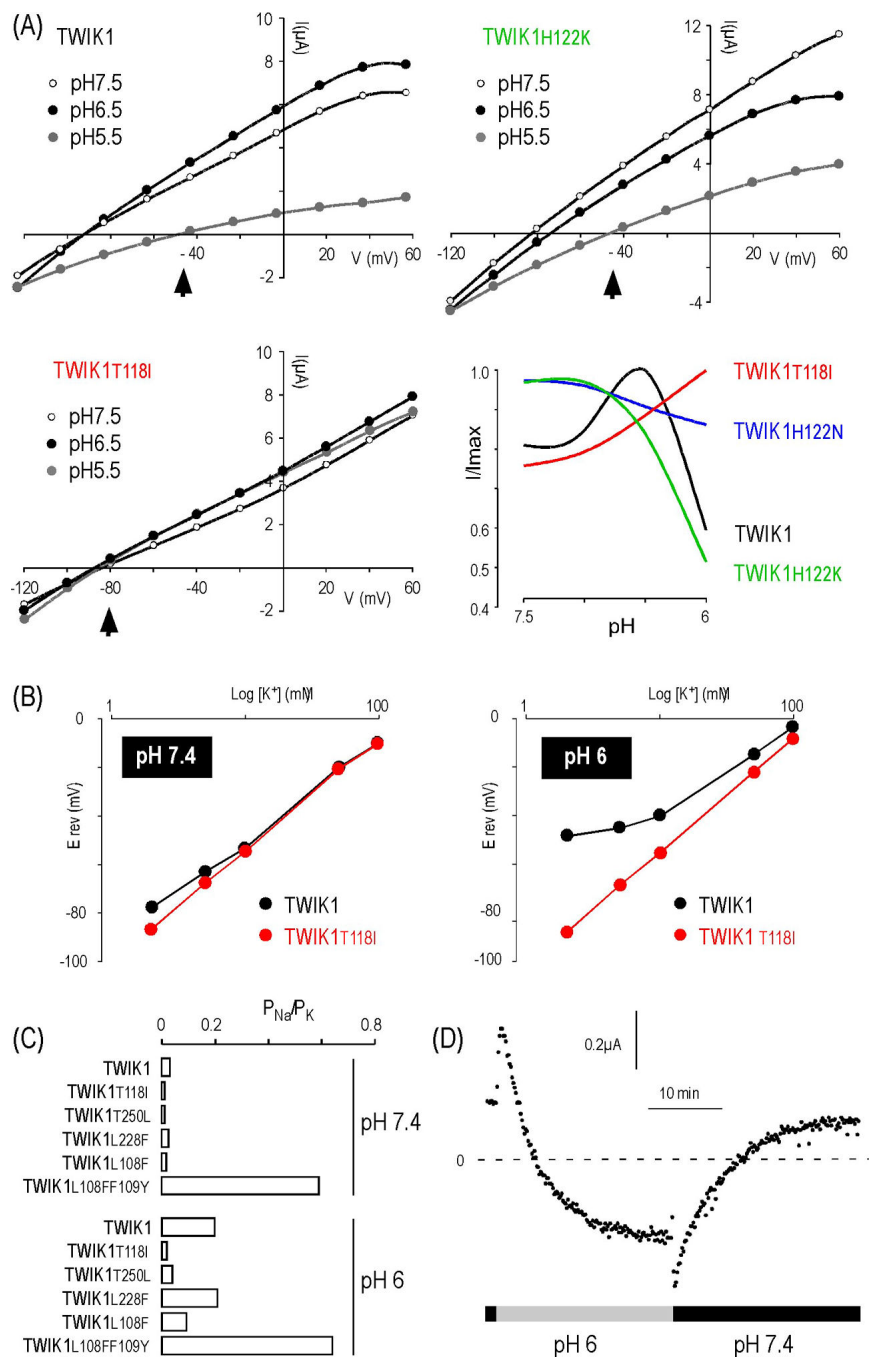 (A)
TWIK1
pH7.5
pH6.5
pH5.5
10
8
4
2
-2
I(µA)
- 40
V (mV)
60
TWIK1H122K
pH7.5
pH6.5
pH5.5
12
8
4
-4
I(µA)
-120
-80
- 40
V (mV)
60
TWIK1T118I
pH7.5
pH6.5
pH5.5
10
8
6
4
2
-2
I(µA)
-120
-80
-40
20
40
60
V (mV)
1.0
0.8
0.6
0.5
0.4
I/Imax
7.5
6
pH
TWIK1T118I
TWIK1H122N
TWIK1
TWIK1H122K
(B)
Log [K+] (mM)
1
100
0
-80
-100
E rev (mV)
pH 7.4
TWIK1
TWIK1T118I
Log [K+] (mM)
1
100
0
-80
-100
E rev (mV)
pH 6
TWIK1
TWIK1 T118I
(C)
PNa/PK
0
0.2
0.8
TWIK1
TWIK1T118I
TWIK1T250L
TWIK1L228F
TWIK1L108F
TWIK1L108FF109Y
pH 7.4
TWIK1
TWIK1T118I
TWIK1T250L
TWIK1L228F
TWIK1L108F
TWIK1L108FF109Y
pH 6
(D)
0.2µA
10 min
0
pH 6
pH 7.4